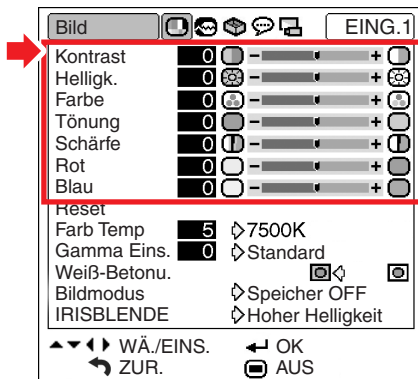 Bild EING.1
Kontrast 0 - +
Helligk. 0 - +
Farbe 0 - +
Tönung 0 - +
Schärfe 0 - +
Rot 0 - +
Blau 0 - +
Reset
Farb Temp 5 7500K
Gamma Eins. 0 Standard
Weiß-Betonu.
Bildmodus Speicher OFF
IRISBLENDE Hoher Helligkeit
WÄ./EINS. OK
ZUR. AUS